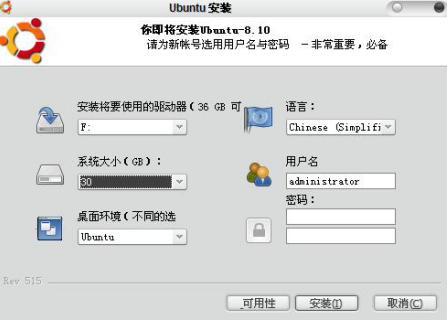 Ubuntu 安装
你即将安装Ubuntu-8.10
请为新帐号选用用户名与密码 －非常重要，必备
安装将要使用的驱动器(36 GB 可
语言：
F:
Chinese (Simplifi
系统大小(GB)：
用户名
30
administrator
密码：
桌面环境(不同的选
Ubuntu
Rev 515
可用性
安装(I)
取消(C)